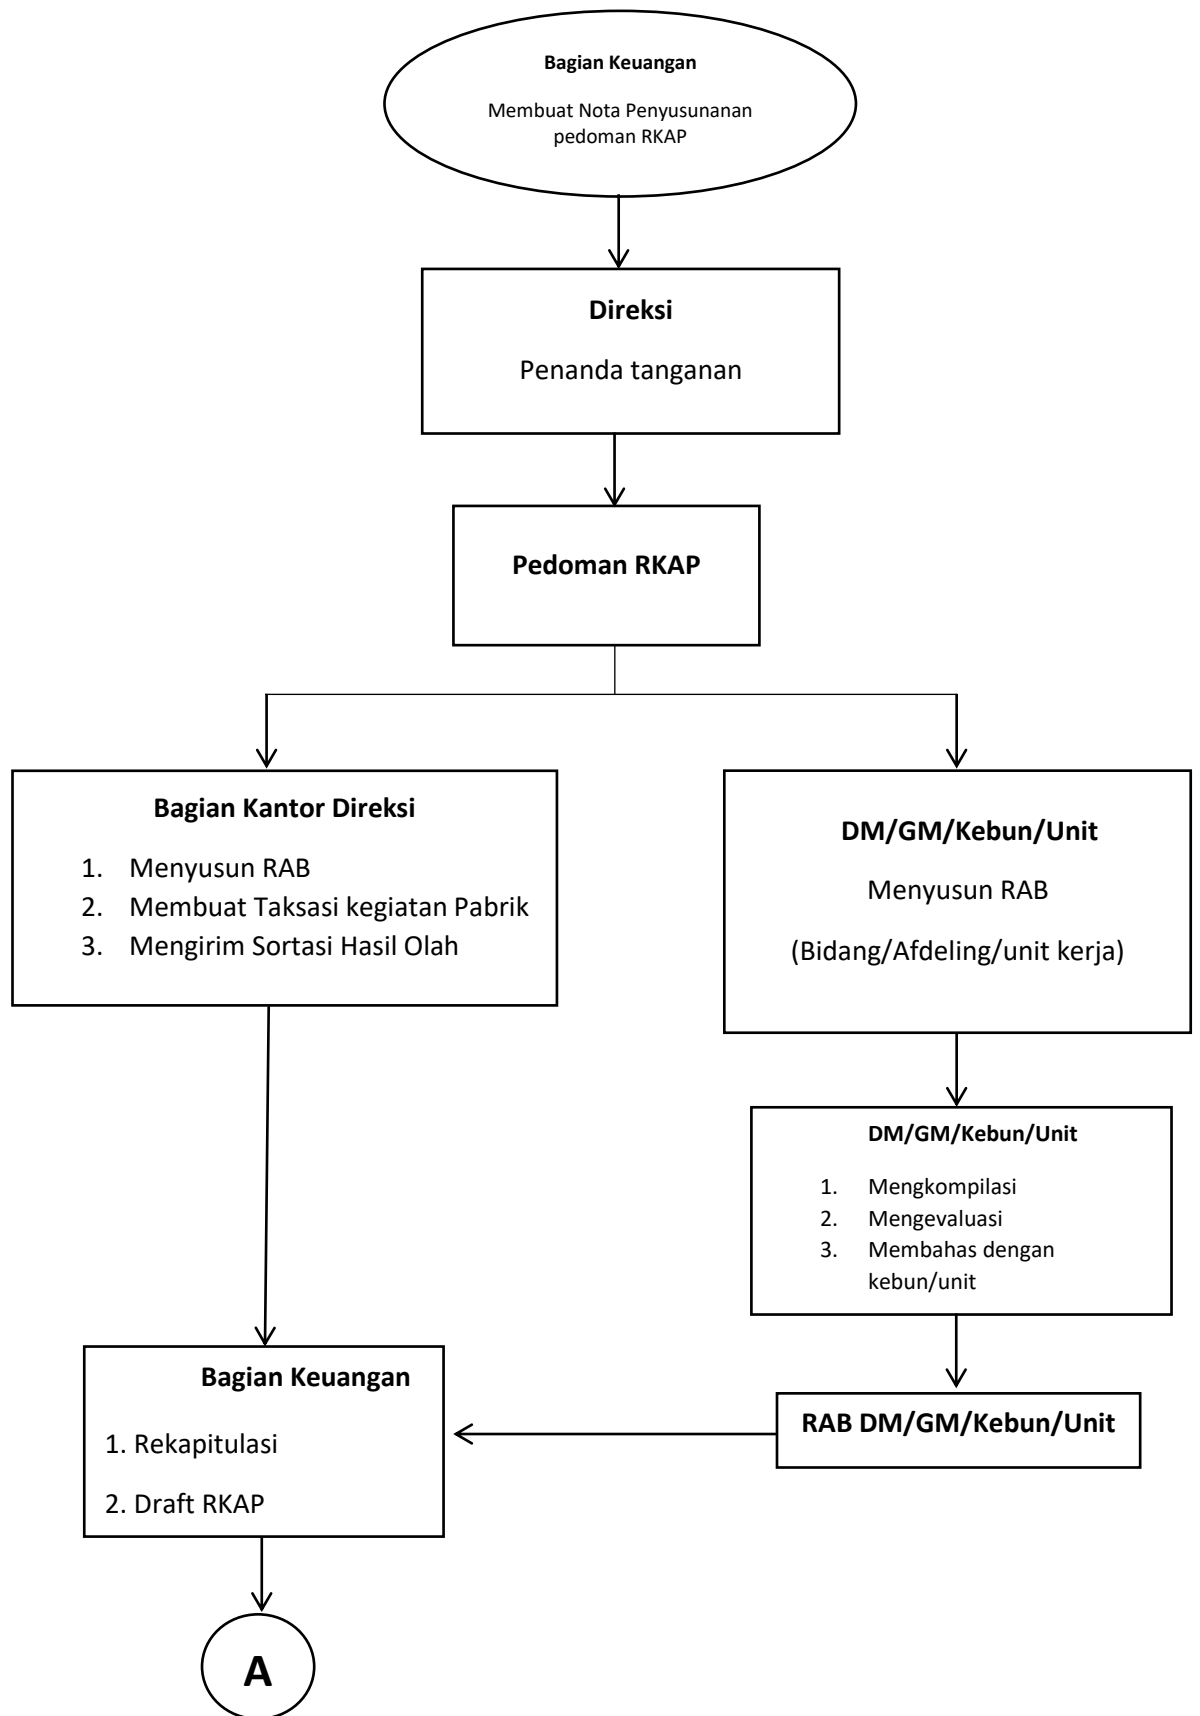 Bagian Keuangan
Membuat Nota Penyusunanan
pedoman RKAP
Direksi
Penanda tanganan
Pedoman RKAP
Bagian Kantor Direksi
1. Menyusun RAB
2. Membuat Taksasi kegiatan Pabrik
3. Mengirim Sortasi Hasil Olah
DM/GM/Kebun/Unit
Menyusun RAB
(Bidang/Afdeling/unit kerja)
DM/GM/Kebun/Unit
1. Mengkompilasi
2. Mengevaluasi
3. Membahas dengan
kebun/unit
Bagian Keuangan
1. Rekapitulasi
2. Draft RKAP
RAB DM/GM/Kebun/Unit
A